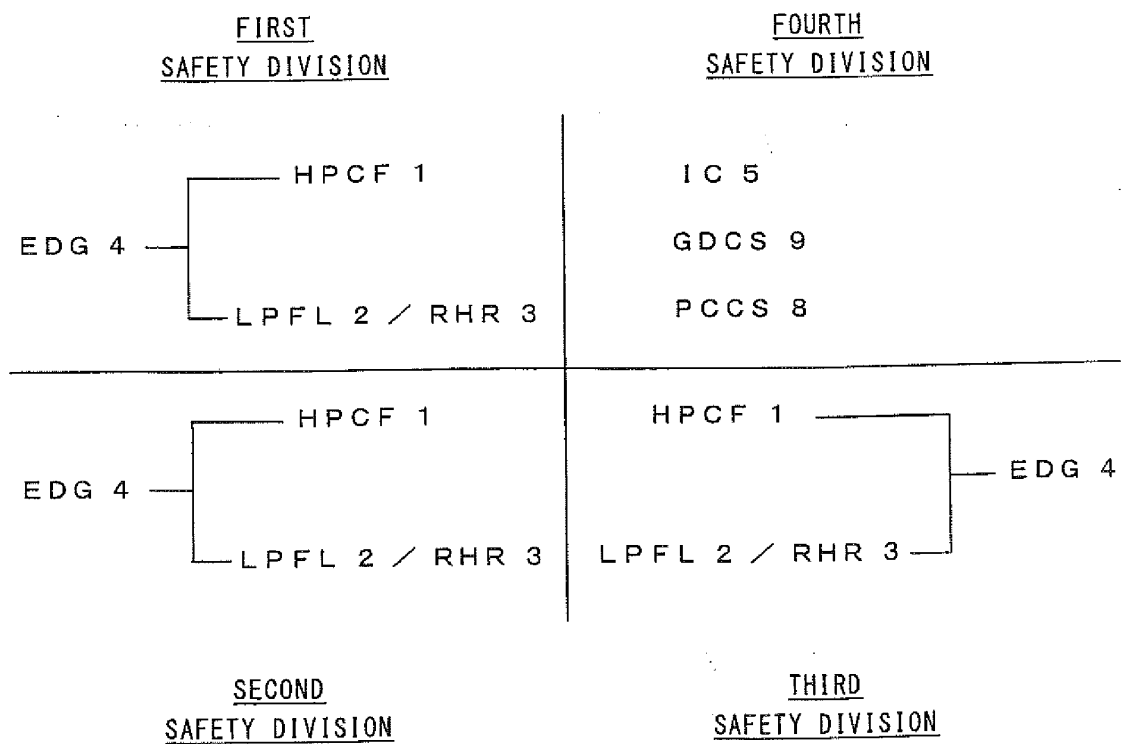 FIRST
SAFETY DIVISION
FOURTH
SAFETY DIVISION
HPCF 1
EDG 4
LPFL 2 / RHR 3
IC 5
GDCS 9
PCCS 8
HPCF 1
EDG 4
LPFL 2 / RHR 3
HPCF 1
EDG 4
LPFL 2 / RHR 3
SECOND
SAFETY DIVISION
THIRD
SAFETY DIVISION